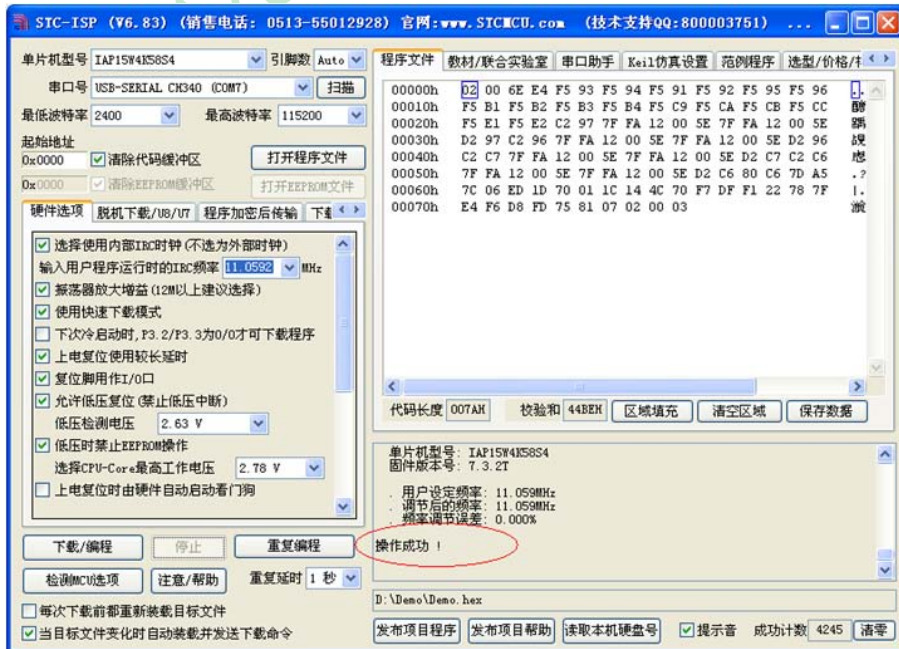 STC-ISP (V6.83) (销售电话: 0513-55012928) 官网:www.STCMCU.com (技术支持QQ:800003751) ...
单片机型号 IAP15W4K58S4 引脚数 Auto
串口号 USB-SERIAL CH340 (COM7) 扫描
最低波特率 2400 最高波特率 115200
起始地址
0x0000 清除代码缓冲区 打开程序文件
0x0000 清除EEPROM缓冲区 打开EEPROM文件
硬件选项 脱机下载/U8/U7 程序加密后传输
选择使用内部IRC时钟(不选为外部时钟)
输入用户程序运行时的IRC频率 11.0592 MHz
振荡器放大增益(12M以上建议选择)
使用快速下载模式
下次冷启动时,P3.2/P3.3为0/0才可下载程序
上电复位使用较长延时
复位脚用作I/O口
允许低压复位(禁止低压中断)
低压检测电压 2.63 V
低压时禁止EEPROM操作
选择CPU-Core最高工作电压 2.78 V
上电复位时由硬件自动启动看门狗
下载/编程 停止 重复编程
检测MCU选项 注意/帮助 重复延时 1 秒
每次下载前都重新装载目标文件
当目标文件变化时自动装载并发送下载命令
程序文件 教材/联合实验室 串口助手 Keil仿真设置 范例程序 选型/价格/
00000h 02 00 6E E4 F5 93 F5 94 F5 91 F5 92 F5 95 F5 96
00010h F5 B1 F5 B2 F5 B3 F5 B4 F5 C9 F5 CA F5 CB F5 CC
00020h F5 E1 F5 E2 C2 97 7F FA 12 00 5E 7F FA 12 00 5E
00030h D2 97 C2 96 7F FA 12 00 5E 7F FA 12 00 5E D2 96
00040h C2 C7 7F FA 12 00 5E 7F FA 12 00 5E D2 C7 C2 C6
00050h 7F FA 12 00 5E 7F FA 12 00 5E D2 C6 80 C6 7D A5 .?
00060h 7C 06 ED 1D 70 01 1C 14 4C 70 F7 DF F1 22 78 7F |.
00070h E4 F6 D8 FD 75 81 07 02 00 03
代码长度 007AH 校验和 44BEH 区域填充 清空区域 保存数据
单片机型号: IAP15W4K58S4
固件版本号: 7.3.2T
. 用户设定频率: 11.059MHz
. 调节后的频率: 11.059MHz
. 频率调节误差: 0.000%
操作成功 !
D:\Demo\Demo.hex
发布项目程序 发布项目帮助 读取本机硬盘号 提示音 成功计数 4245 清零